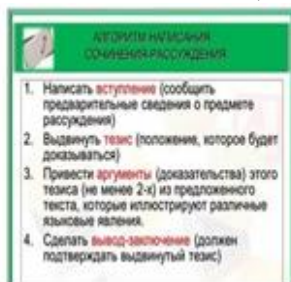 АЛГОРИТМ НАПИСАНИЯ
СОЧИНЕНИЯ-РАССУЖДЕНИЯ
1. Написать вступление (сообщить
предварительные сведения о предмете
рассуждения)
2. Выдвинуть тезис (положение, которое будет
доказываться)
3. Привести аргументы (доказательства) этого
тезиса (не менее 2-х) из предложенного
текста, которые иллюстрируют различные
языковые явления.
4. Сделать вывод-заключение (должен
подтверждать выдвинутый тезис)